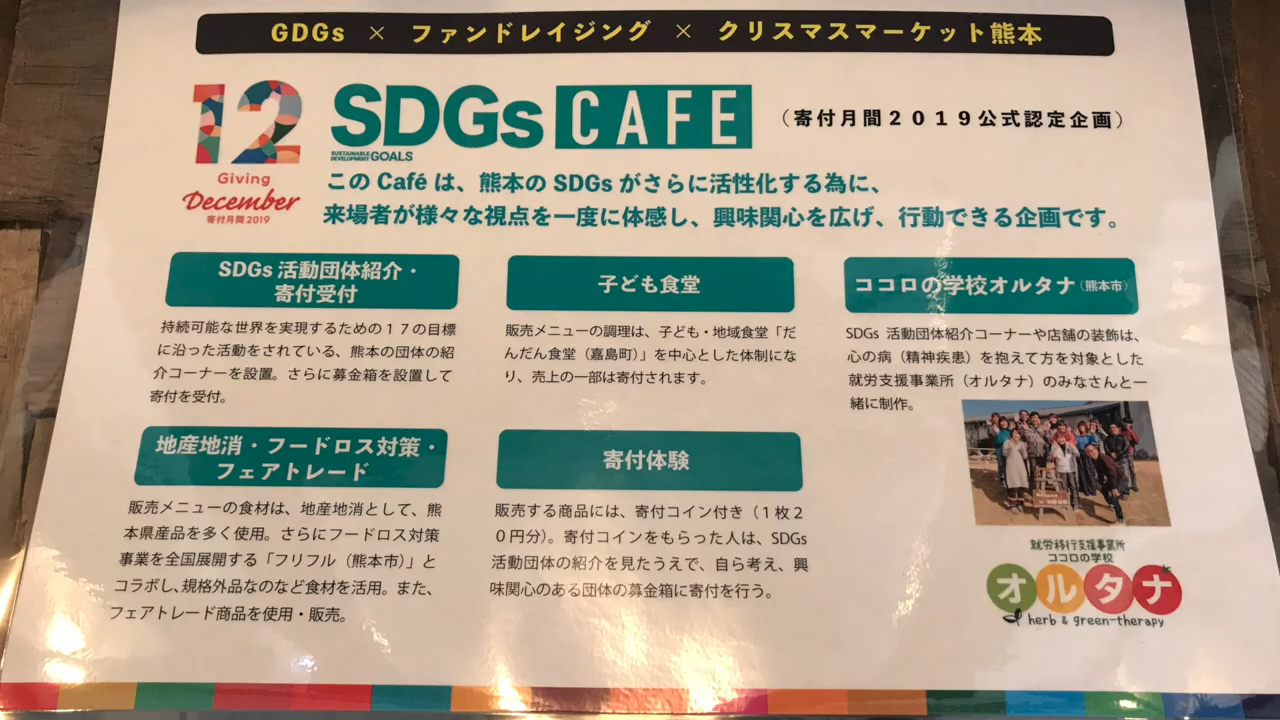 GDGs × ファンドレイジング × クリスマスマーケット熊本
12
Giving
December
寄付月間2019
SDGs CAFE
SUSTAINABLE
DEVELOPMENT GOALS
（寄付月間２０１９公式認定企画）
この Café は、熊本の SDGs がさらに活性化する為に、
来場者が様々な視点を一度に体感し、興味関心を広げ、行動できる企画です。
SDGs 活動団体紹介・
寄付受付
持続可能な世界を実現するための１７の目標
に沿った活動をされている、熊本の団体の紹
介コーナーを設置。さらに募金箱を設置して
寄付を受付。
子ども食堂
販売メニューの調理は、子ども・地域食堂「だ
んだん食堂（嘉島町）」を中心とした体制にな
り、売上の一部は寄付されます。
ココロの学校オルタナ（熊本市）
SDGs 活動団体紹介コーナーや店舗の装飾は、
心の病（精神疾患）を抱えて方を対象とした
就労支援事業所（オルタナ）のみなさんと一
緒に制作。
地産地消・フードロス対策・
フェアトレード
販売メニューの食材は、地産地消として、熊
本県産品を多く使用。さらにフードロス対策
事業を全国展開する「フリフル（熊本市）」と
コラボし、規格外品なのなど食材を活用。また、
フェアトレード商品を使用・販売。
寄付体験
販売する商品には、寄付コイン付き（１枚２
０円分）。寄付コインをもらった人は、SDGs
活動団体の紹介を見たうえで、自ら考え、興
味関心のある団体の募金箱に寄付を行う。
就労移行支援事業所
ココロの学校
オルタナ
herb & green-therapy